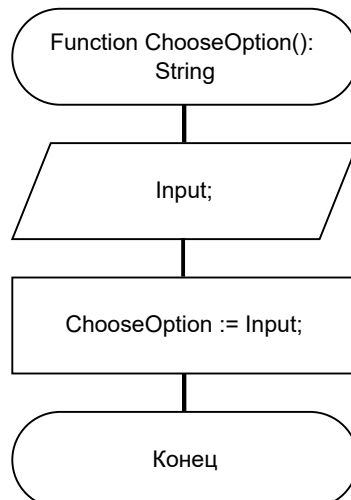 Function ChooseOption():
String
Input;
ChooseOption := Input;
Конец